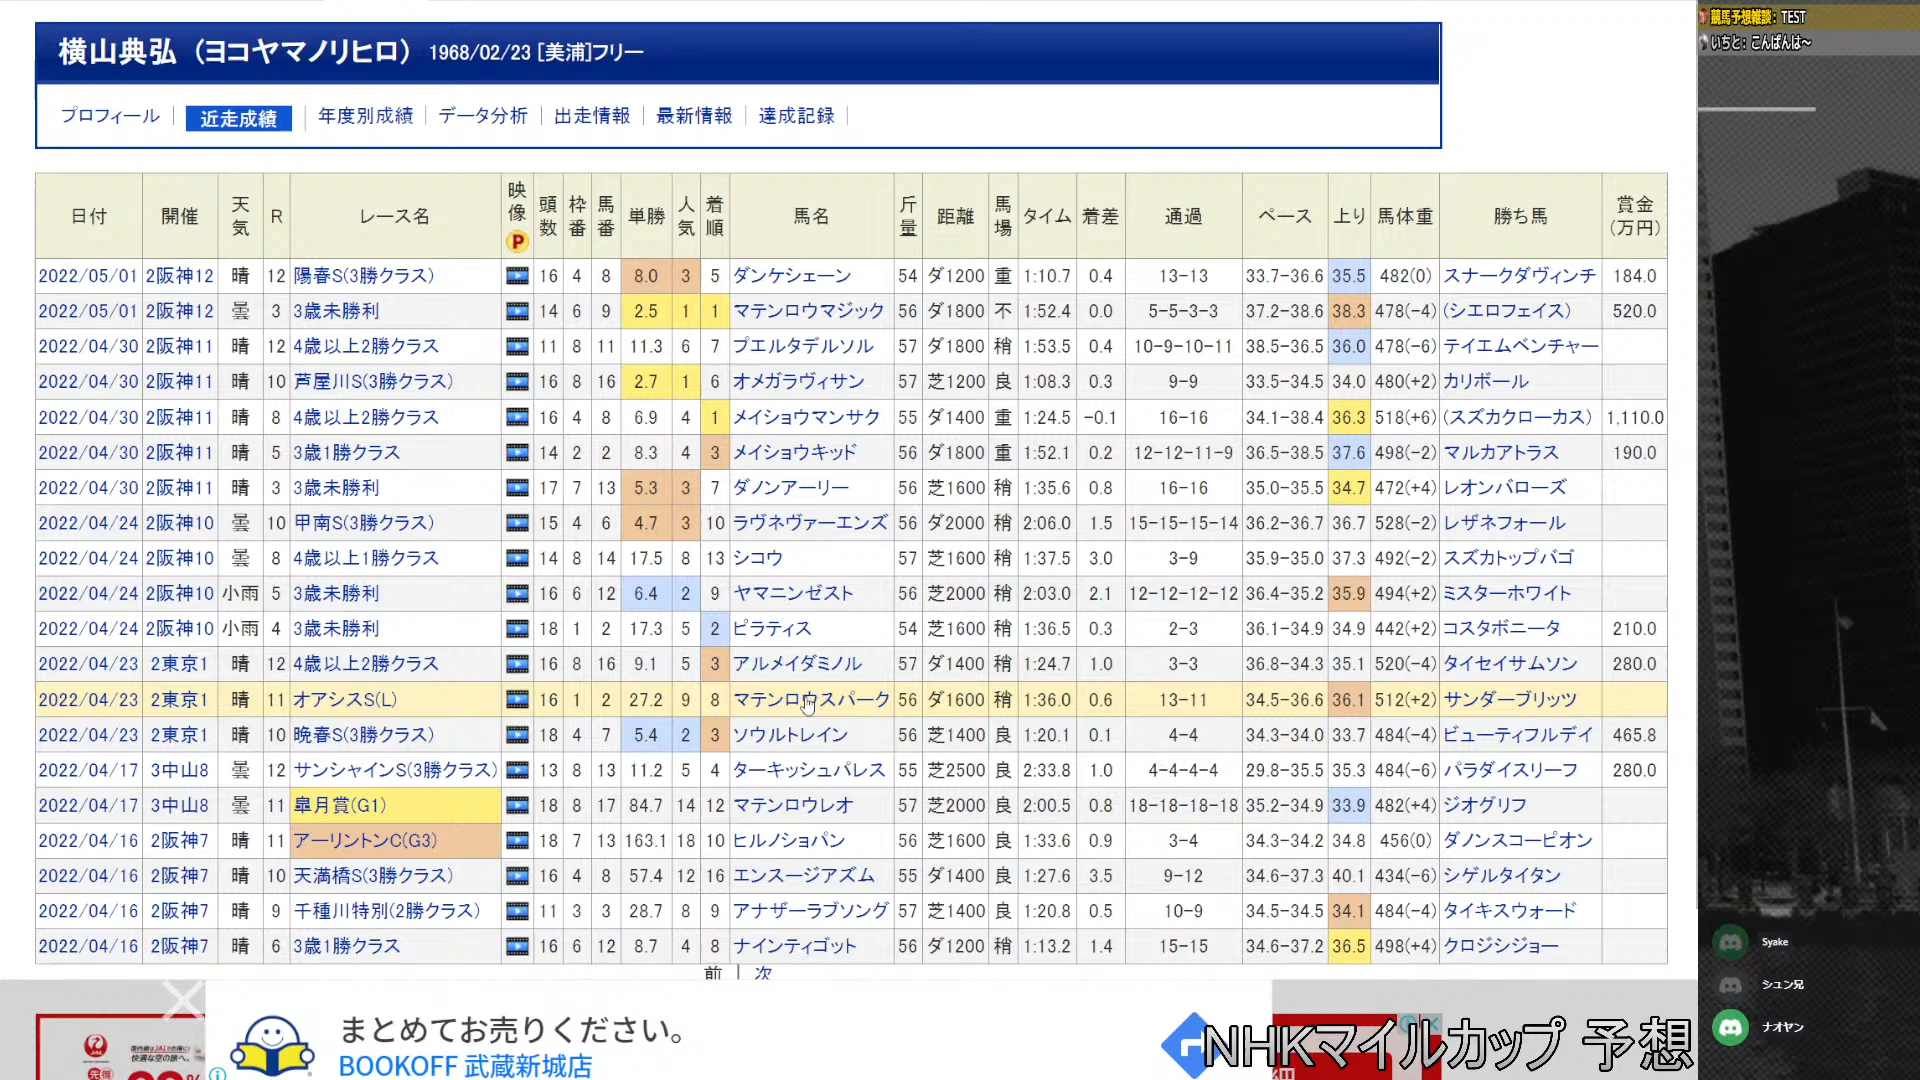 横山典弘（ヨコヤマノリヒロ） 1968/02/23 [美浦]フリー
プロフィール 近走成績 年度別成績 データ分析 出走情報 最新情報 達成記録
日付 開催 天気 R レース名 映像 P 頭数 枠番 馬番 単勝 人気 着順 馬名 斤量 距離 馬場 タイム 着差 通過 ペース 上り 馬体重 勝ち馬 賞金(万円)
2022/05/01 2阪神12 晴 12 陽春S(3勝クラス) 16 4 8 8.0 3 5 ダンケシェーン 54 ダ1200 重 1:10.7 0.4 13-13 33.7-36.6 35.5 482(0) スナークダヴィンチ 184.0
2022/05/01 2阪神12 曇 3 3歳未勝利 14 6 9 2.5 1 1 マテンロウマジック 56 ダ1800 不 1:52.4 0.0 5-5-3-3 37.2-38.6 38.3 478(-4) (シエロフェイス) 520.0
2022/04/30 2阪神11 晴 12 4歳以上2勝クラス 11 8 11 11.3 6 7 プエルタデルソル 57 ダ1800 稍 1:53.5 0.4 10-9-10-11 38.5-36.5 36.0 478(-6) テイエムベンチャー
2022/04/30 2阪神11 晴 10 芦屋川S(3勝クラス) 16 8 16 2.7 1 6 オメガラヴィサン 57 芝1200 良 1:08.3 0.3 9-9 33.5-34.5 34.0 480(+2) カリボール
2022/04/30 2阪神11 晴 8 4歳以上2勝クラス 16 4 8 6.9 4 1 メイショウマンサク 55 ダ1400 重 1:24.5 -0.1 16-16 34.1-38.4 36.3 518(+6) (スズカクローカス) 1,110.0
2022/04/30 2阪神11 晴 5 3歳1勝クラス 14 2 2 8.3 4 3 メイショウキッド 56 ダ1800 重 1:52.1 0.2 12-12-11-9 36.5-38.5 37.6 498(-2) マルカアトラス 190.0
2022/04/30 2阪神11 晴 3 3歳未勝利 17 7 13 5.3 3 7 ダノンアーリー 56 芝1600 稍 1:35.6 0.8 16-16 35.0-35.5 34.7 472(+4) レオンバローズ
2022/04/24 2阪神10 曇 10 甲南S(3勝クラス) 15 4 6 4.7 3 10 ラヴネヴァーエンズ 56 ダ2000 稍 2:06.0 1.5 15-15-15-14 36.2-36.7 36.7 528(-2) レザネフォール
2022/04/24 2阪神10 曇 8 4歳以上1勝クラス 14 8 14 17.5 8 13 シコウ 57 芝1600 稍 1:37.5 3.0 3-9 35.9-35.0 37.3 492(-2) スズカトップバゴ
2022/04/24 2阪神10 小雨 5 3歳未勝利 16 6 12 6.4 2 9 ヤマニンゼスト 56 芝2000 稍 2:03.0 2.1 12-12-12-12 36.4-35.2 35.9 494(+2) ミスターホワイト
2022/04/24 2阪神10 小雨 4 3歳未勝利 18 1 2 17.3 5 2 ピラティス 54 芝1600 稍 1:36.5 0.3 2-3 36.1-34.9 34.9 442(+2) コスタボニータ 210.0
2022/04/23 2東京1 晴 12 4歳以上2勝クラス 16 8 16 9.1 5 3 アルメイダミノル 57 ダ1400 稍 1:24.7 1.0 3-3 36.8-34.3 35.1 520(-4) タイセイサムソン 280.0
2022/04/23 2東京1 晴 11 オアシスS(L) 16 1 2 27.2 9 8 マテンロウスパーク 56 ダ1600 稍 1:36.0 0.6 13-11 34.5-36.6 36.1 512(+2) サンダーブリッツ
2022/04/23 2東京1 晴 10 晩春S(3勝クラス) 18 4 7 5.4 2 3 ソウルトレイン 56 芝1400 良 1:20.1 0.1 4-4 34.3-34.0 33.7 484(-4) ビューティフルデイ 465.8
2022/04/17 3中山8 曇 12 サンシャインS(3勝クラス) 13 8 13 11.2 5 4 ターキッシュパレス 55 芝2500 良 2:33.8 1.0 4-4-4-4 29.8-35.5 35.3 484(-6) パラダイスリーフ 280.0
2022/04/17 3中山8 曇 11 皐月賞(G1) 18 8 17 84.7 14 12 マテンロウレオ 57 芝2000 良 2:00.5 0.8 18-18-18-18 35.2-34.9 33.9 482(+4) ジオグリフ
2022/04/16 2阪神7 晴 11 アーリントンC(G3) 18 7 13 163.1 18 10 ヒルノショパン 56 芝1600 良 1:33.6 0.9 3-4 34.3-34.2 34.8 456(0) ダノンスコーピオン
2022/04/16 2阪神7 晴 10 天満橋S(3勝クラス) 16 4 8 57.4 12 16 エンスージアズム 55 ダ1400 良 1:27.6 3.5 9-12 34.6-37.3 40.1 434(-6) シゲルタイタン
2022/04/16 2阪神7 晴 9 千種川特別(2勝クラス) 11 3 3 28.7 8 9 アナザーラブソング 57 芝1400 良 1:20.8 0.5 10-9 34.5-34.5 34.1 484(-4) タイキスウォード
2022/04/16 2阪神7 晴 6 3歳1勝クラス 16 6 12 8.7 4 8 ナインティゴット 56 ダ1200 稍 1:13.2 1.4 15-15 34.6-37.2 36.5 498(+4) クロジシジョー
前 | 次
まとめてお売りください。
BOOKOFF 武蔵新城店
JAL
NHKマイルカップ 予想
競馬予想雑談: TEST
いちと: こんばんは～
Syake
シュン兄
ナオヤン